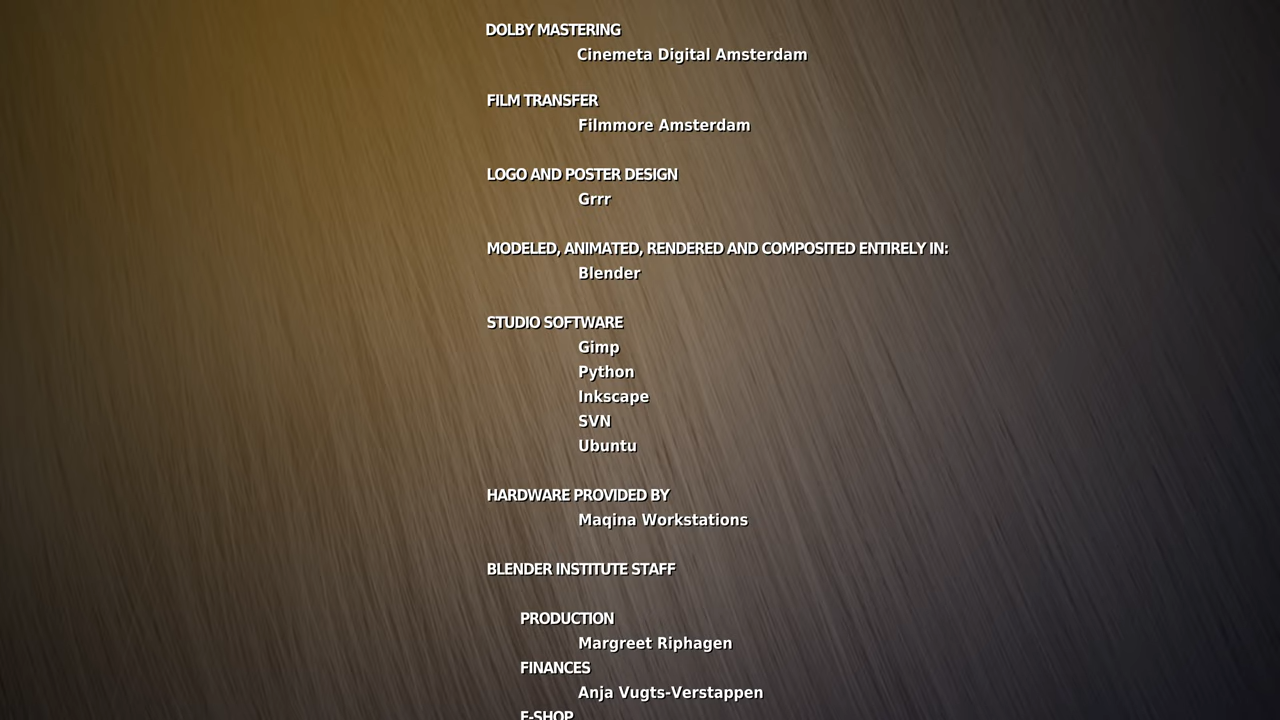 DOLBY MASTERING
Cinemeta Digital Amsterdam
FILM TRANSFER
Filmmore Amsterdam
LOGO AND POSTER DESIGN
Grrr
MODELED, ANIMATED, RENDERED AND COMPOSITED ENTIRELY IN:
Blender
STUDIO SOFTWARE
Gimp
Python
Inkscape
SVN
Ubuntu
HARDWARE PROVIDED BY
Maqina Workstations
BLENDER INSTITUTE STAFF
PRODUCTION
Margreet Riphagen
FINANCES
Anja Vugts-Verstappen
E-SHOP